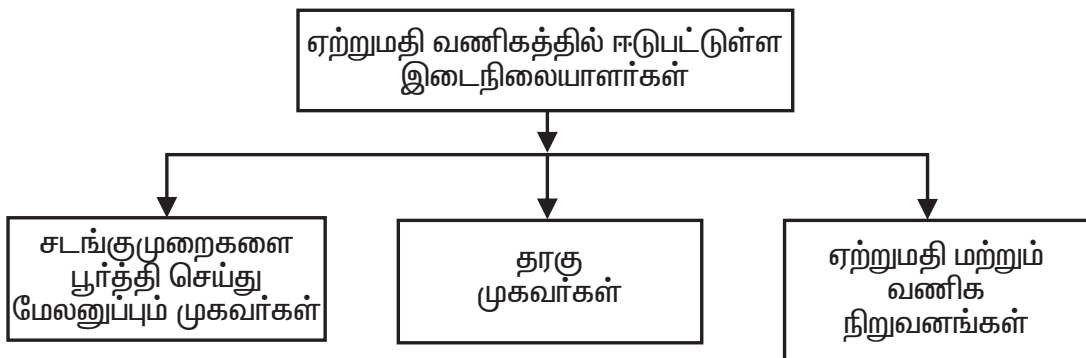 ஏற்றுமதி வணிகத்தில் ஈடுபட்டுள்ள
இடைநிலையாளர்கள்
சடங்குமுறைகளை
பூர்த்தி செய்து
மேலனுப்பும் முகவர்கள்
தரகு
முகவர்கள்
ஏற்றுமதி மற்றும்
வணிக
நிறுவனங்கள்